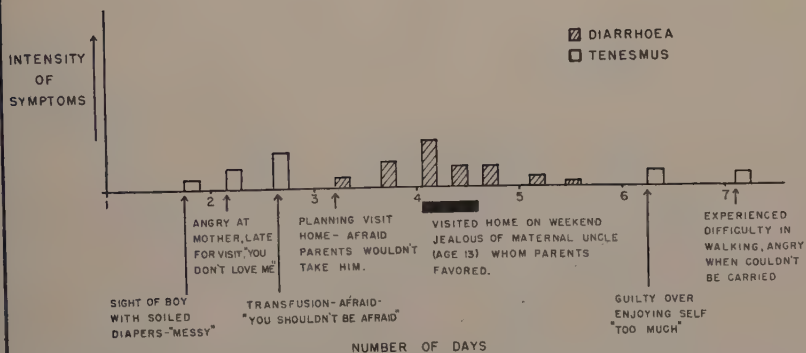 DIARRHOEA
TENESMUS
INTENSITY
OF
SYMPTOMS
1 2 3 4 5 6 7
ANGRY AT
MOTHER, LATE
FOR VISIT, "YOU
DON'T LOVE ME"
PLANNING VISIT
HOME- AFRAID
PARENTS WOULDN'T
TAKE HIM.
VISITED HOME ON WEEKEND
JEALOUS OF MATERNAL UNCLE
(AGE 13) WHOM PARENTS
FAVORED.
EXPERIENCED
DIFFICULTY IN
WALKING, ANGRY
WHEN COULDN'T
BE CARRIED
SIGHT OF BOY
WITH SOILED
DIAPERS-"MESSY"
TRANSFUSION-AFRAID-
"YOU SHOULDN'T BE AFRAID"
GUILTY OVER
ENJOYING SELF
"TOO MUCH"
NUMBER OF DAYS